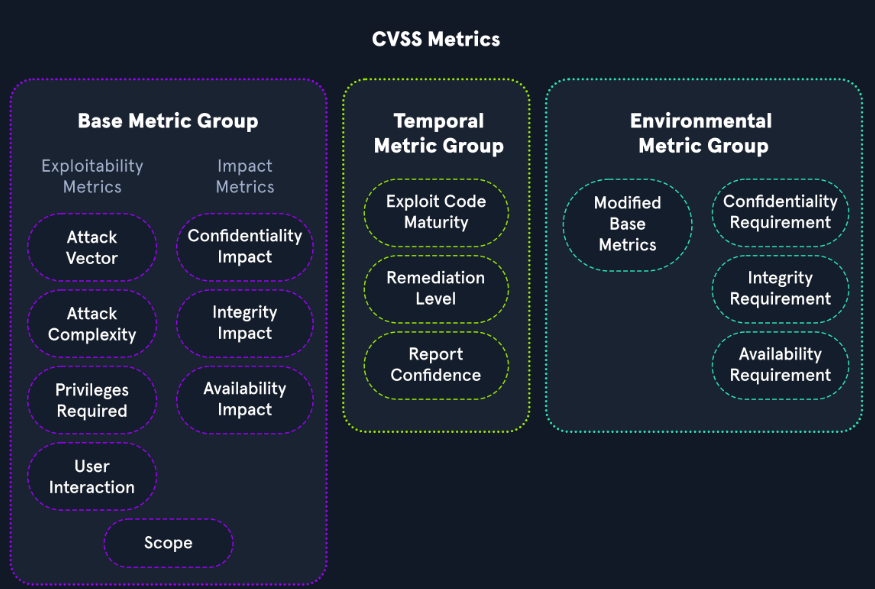 CVSS Metrics
Base Metric Group
Exploitability
Metrics
Attack
Vector
Attack
Complexity
Privileges
Required
User
Interaction
Impact
Metrics
Confidentiality
Impact
Integrity
Impact
Availability
Impact
Scope
Temporal
Metric Group
Exploit Code
Maturity
Remediation
Level
Report
Confidence
Environmental
Metric Group
Modified
Base
Metrics
Confidentiality
Requirement
Integrity
Requirement
Availability
Requirement